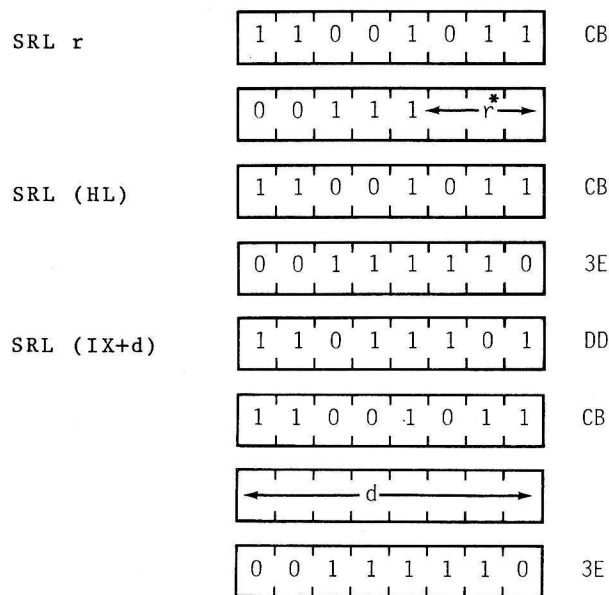 SRL r 1 1 0 0 1 0 1 1 CB
0 0 1 1 1 r*
SRL (HL) 1 1 0 0 1 0 1 1 CB
0 0 1 1 1 1 1 0 3E
SRL (IX+d) 1 1 0 1 1 1 0 1 DD
1 1 0 0 1 0 1 1 CB
d
0 0 1 1 1 1 1 0 3E